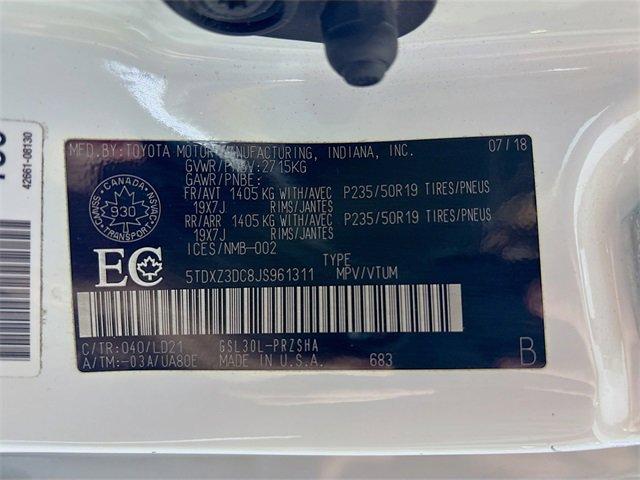 42661-08130
MFD.BY:TOYOTA MOTOR MANUFACTURING, INDIANA, INC. 07/18
GVWR/PNBV:2715KG
GAWR/PNBE:
FR/AVT 1405 KG WITH/AVEC P235/50R19 TIRES/PNEUS
19X7J RIMS/JANTES
RR/ARR 1405 KG WITH/AVEC P235/50R19 TIRES/PNEUS
19X7J RIMS/JANTES
ICES/NMB-002
CANADA
930
TRANSPORT
EC
TYPE
5TDXZ3DC8JS961311 MPV/VTUM
C/TR:040/LD21 GSL30L-PRZSHA
A/TM:-03A/UA80E MADE IN U.S.A. 683 B